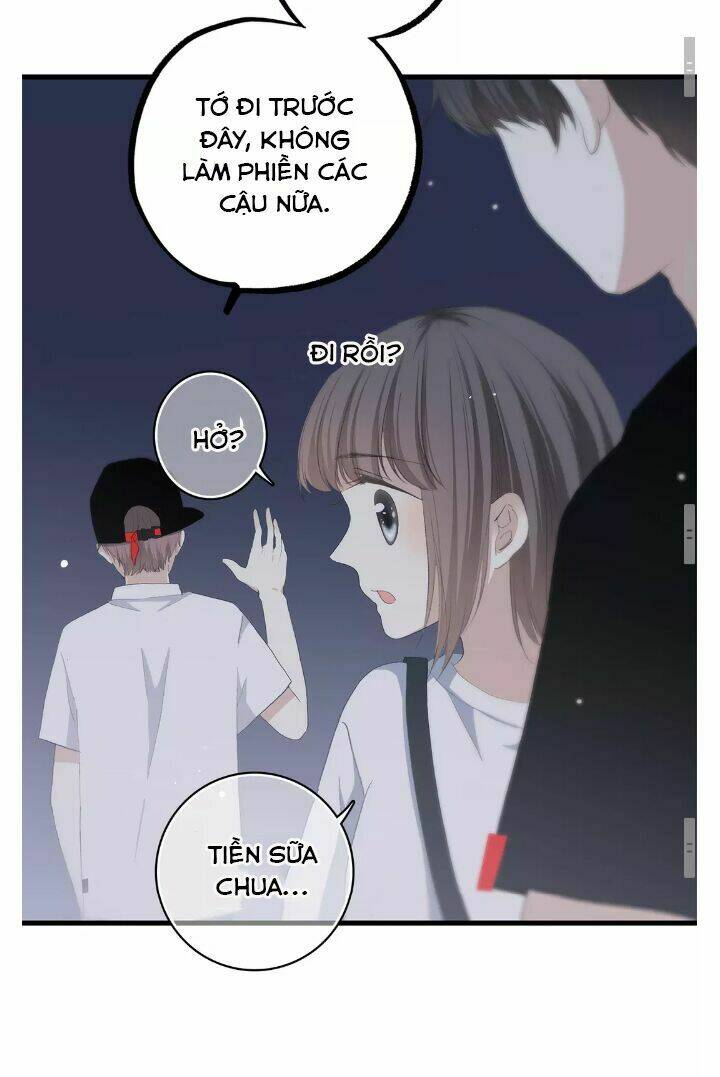 TỚ ĐI TRƯỚC
ĐÂY, KHÔNG
LÀM PHIỀN CÁC
CẬU NỮA.
ĐI RỒI?
HỞ?
TIỀN SỮA
CHUA...